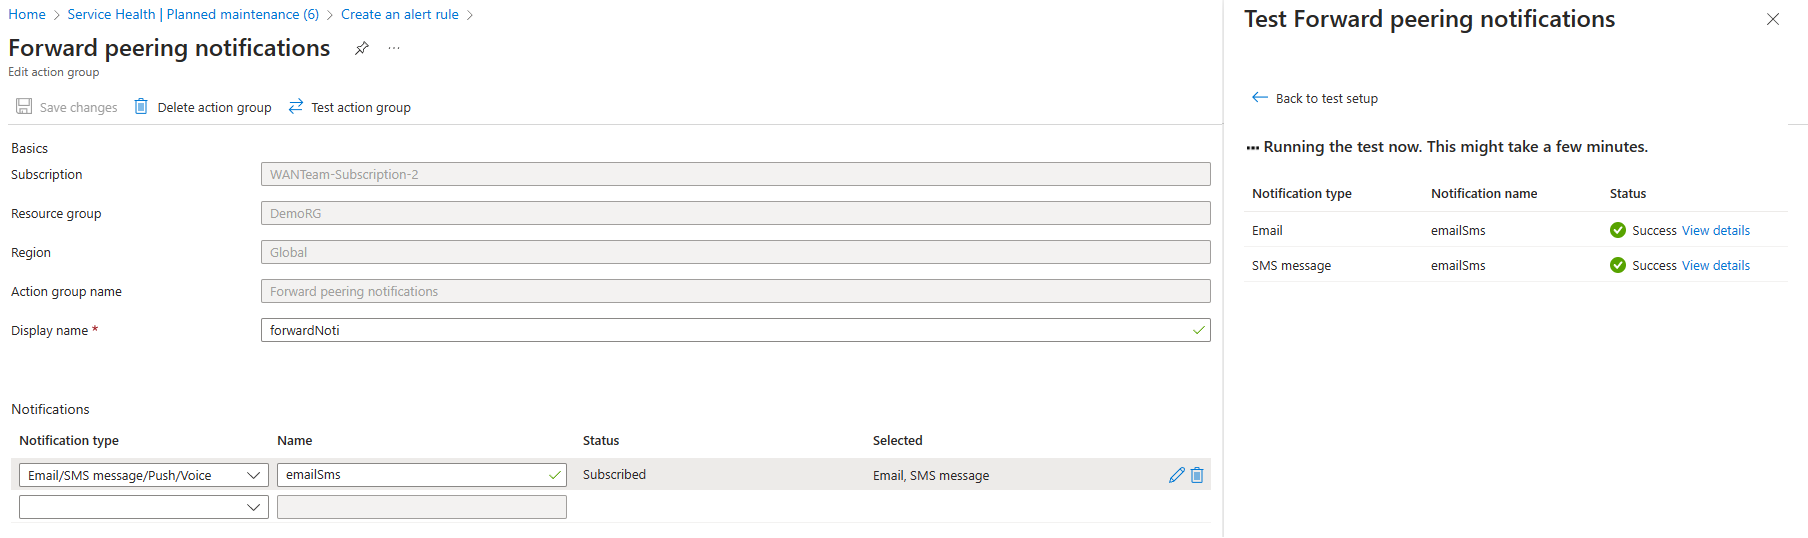 Home > Service Health | Planned maintenance (6) > Create an alert rule >
Forward peering notifications ...
Edit action group
Save changes Delete action group Test action group
Basics
Subscription WANTeam-Subscription-2
Resource group DemoRG
Region Global
Action group name Forward peering notifications
Display name * forwardNoti
Notifications
Notification type Name Status Selected
Email/SMS message/Push/Voice emailSms Subscribed Email, SMS message
Test Forward peering notifications
Back to test setup
Running the test now. This might take a few minutes.
Notification type Notification name Status
Email emailSms Success View details
SMS message emailSms Success View details